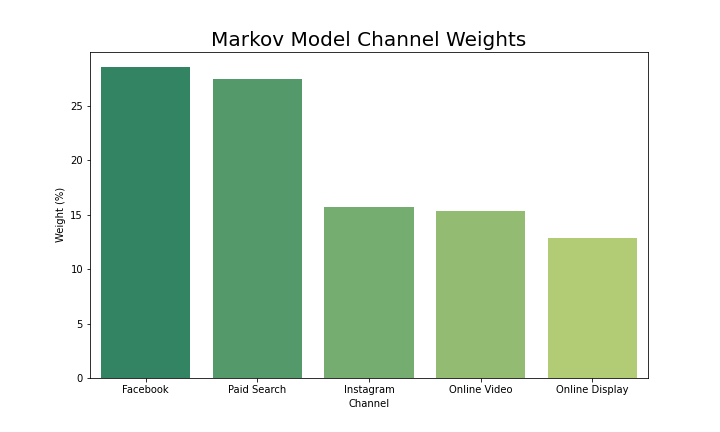 Markov Model Channel Weights
Weight (%)
25
20
15
10
5
0
Facebook Paid Search Instagram Online Video Online Display
Channel